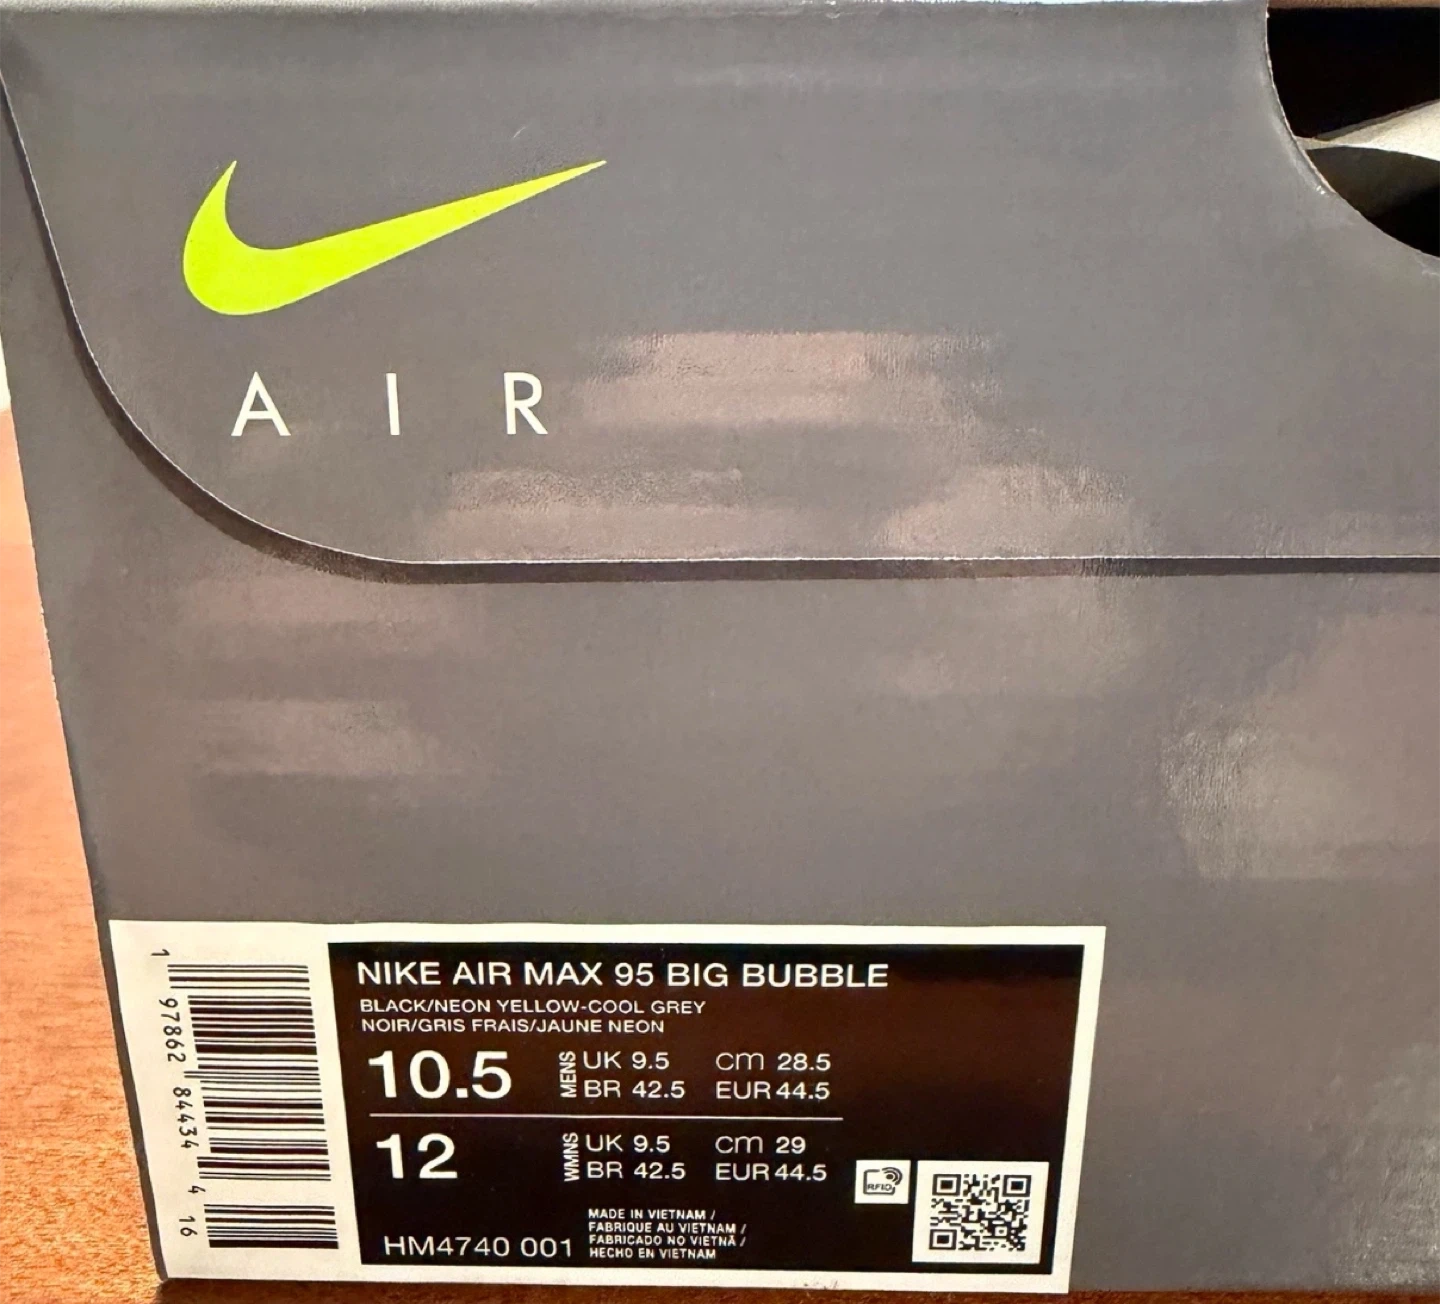 A I R
NIKE AIR MAX 95 BIG BUBBLE
BLACK/NEON YELLOW-COOL GREY
NOIR/GRIS FRAIS/JAUNE NEON
10.5 MENS UK 9.5 cm 28.5
BR 42.5 EUR 44.5
12 WMNS UK 9.5 cm 29
BR 42.5 EUR 44.5
RFID
MADE IN VIETNAM /
FABRIQUE AU VIETNAM /
FABRICADO NO VIETNÃ /
HECHO EN VIETNAM
HM4740 001
1 97862 84434 4 16